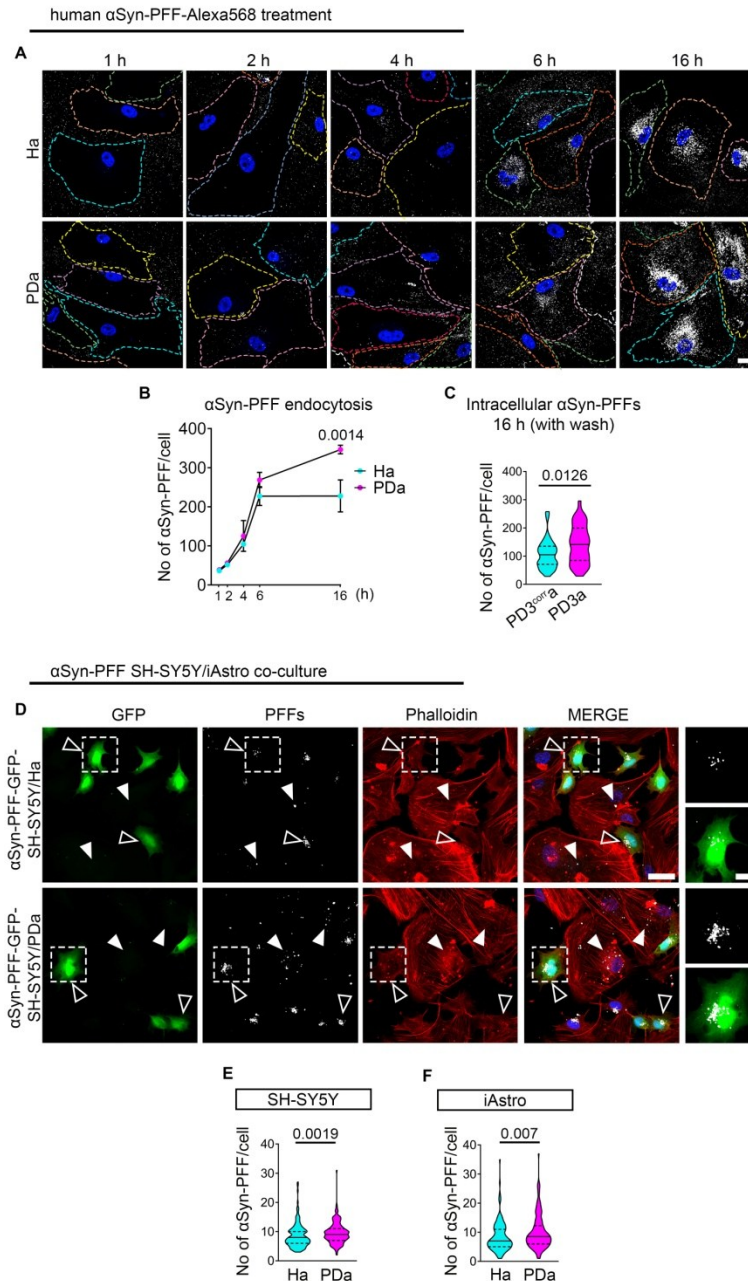 human αSyn-PFF-Alexa568 treatment
A
1 h 2 h 4 h 6 h 16 h
Ha
PDa
B
αSyn-PFF endocytosis
No of αSyn-PFF/cell
400
300
200
100
0
0.0014
Ha
PDa
1 2 4 6 16 (h)
C
Intracellular αSyn-PFFs
16 h (with wash)
No of αSyn-PFF/cell
400
300
200
100
0
0.0126
PD3ᶜᵒʳʳa PD3a
αSyn-PFF SH-SY5Y/iAstro co-culture
D
GFP PFFs Phalloidin MERGE
αSyn-PFF-GFP-
SH-SY5Y/Ha
αSyn-PFF-GFP-
SH-SY5Y/PDa
E
SH-SY5Y
No of αSyn-PFF/cell
40
30
20
10
0
0.0019
Ha PDa
F
iAstro
No of αSyn-PFF/cell
40
30
20
10
0
0.007
Ha PDa